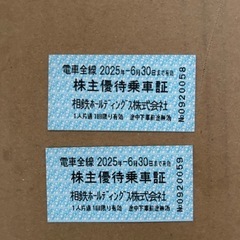 電車全線 2025年-6月30日まで有効
株主優待乗車証
相鉄ホールディングス株式会社
1人片道1回限り有効 途中下車前途無効
№0920058
電車全線 2025年-6月30日まで有効
株主優待乗車証
相鉄ホールディングス株式会社
1人片道1回限り有効 途中下車前途無効
№0920059